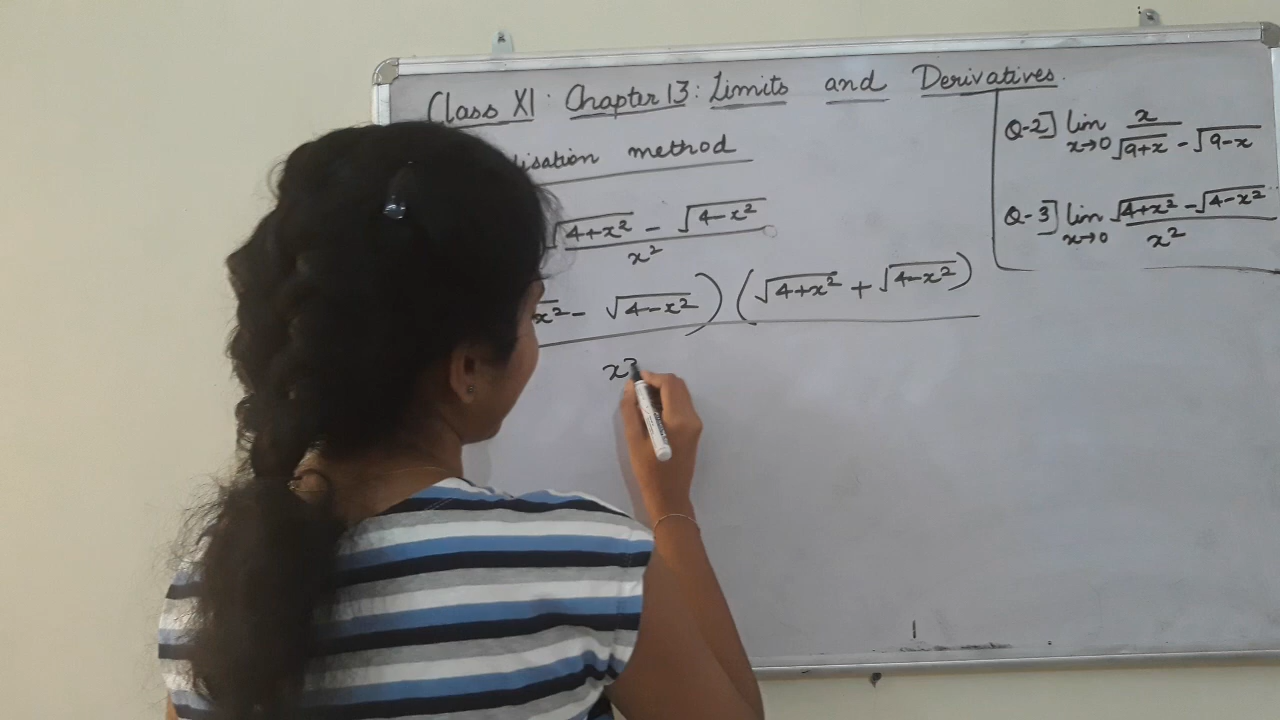 Class XI : Chapter 13 : Limits and Derivatives.
lisation method
√4+x² - √4-x²
x²
x² - √4-x² ) ( √4+x² + √4-x² )
x²
Q-2] lim x→0 x
√9+x - √9-x
Q-3] lim x→0 √4+x² - √4-x²
x²